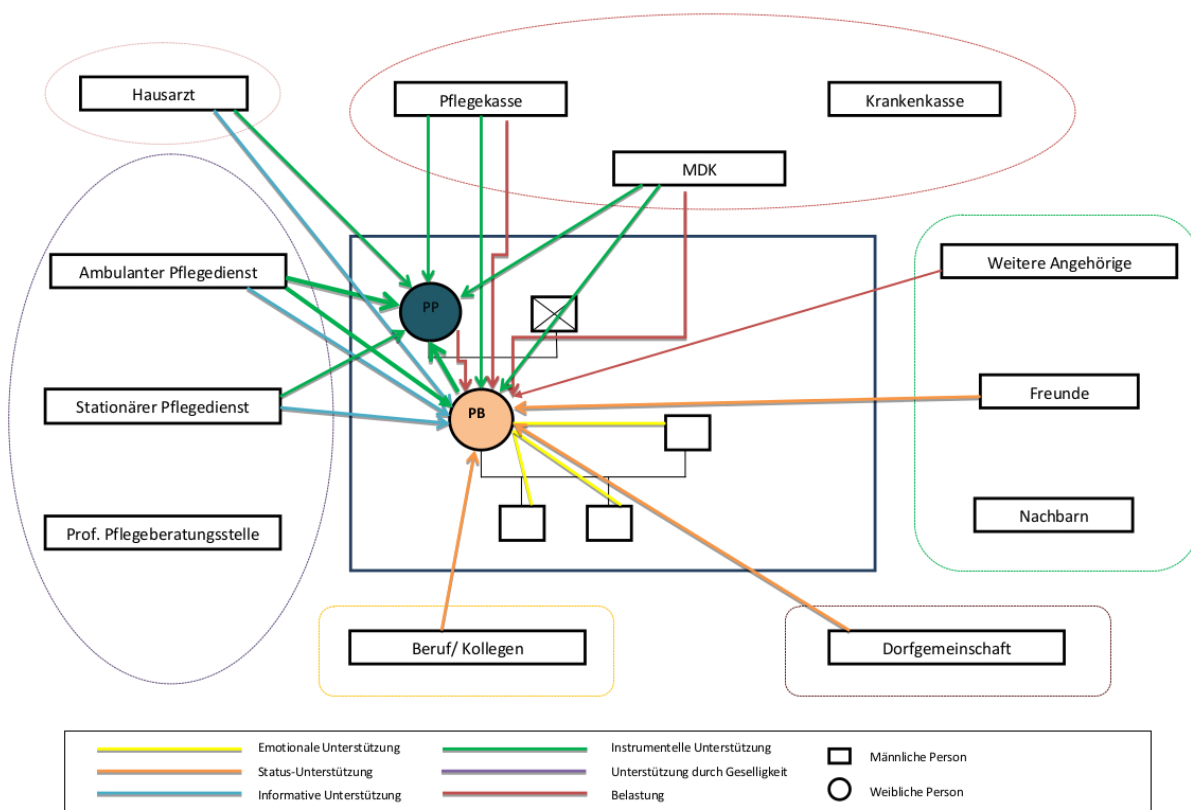 Hausarzt
Pflegekasse
Krankenkasse
MDK
Ambulanter Pflegedienst
Weitere Angehörige
PP
Stationärer Pflegedienst
PB
Freunde
Prof. Pflegeberatungsstelle
Nachbarn
Beruf/ Kollegen
Dorfgemeinschaft
Emotionale Unterstützung
Instrumentelle Unterstützung
Männliche Person
Status-Unterstützung
Unterstützung durch Geselligkeit
Informative Unterstützung
Belastung
Weibliche Person